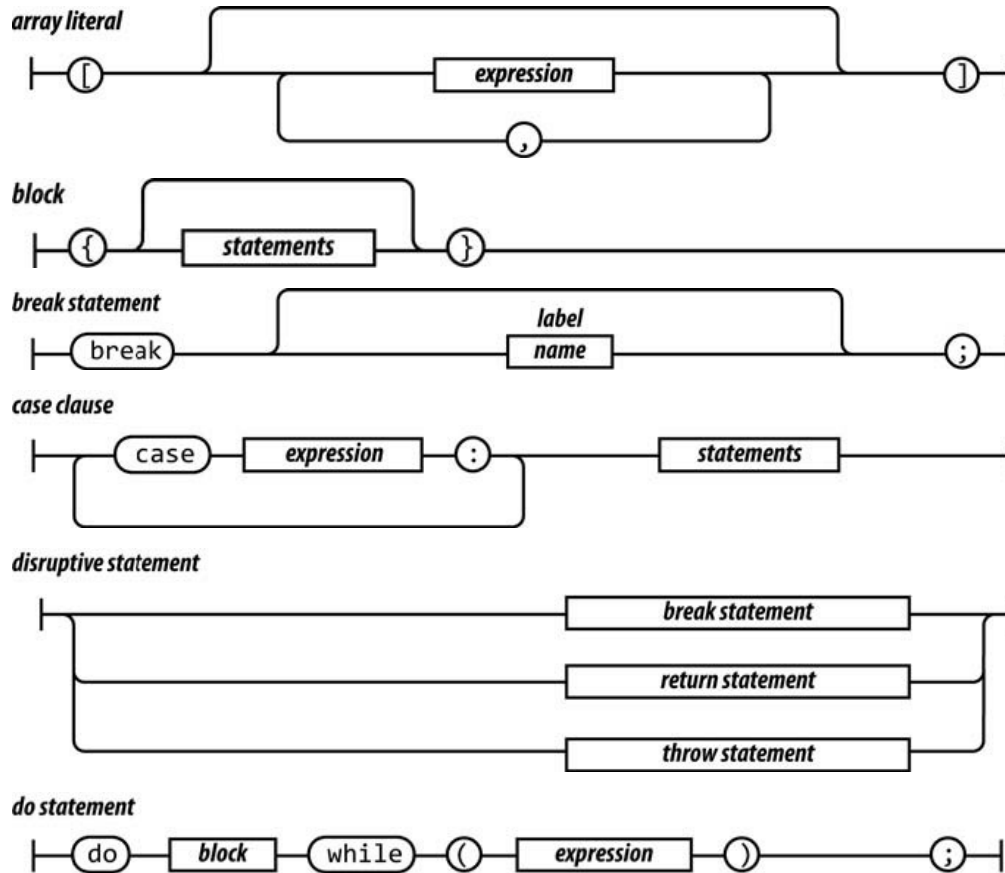 array literal
[ expression ]
,
block
{ statements }
break statement
label
break name ;
case clause
case expression : statements
disruptive statement
break statement
return statement
throw statement
do statement
do block while ( expression ) ;